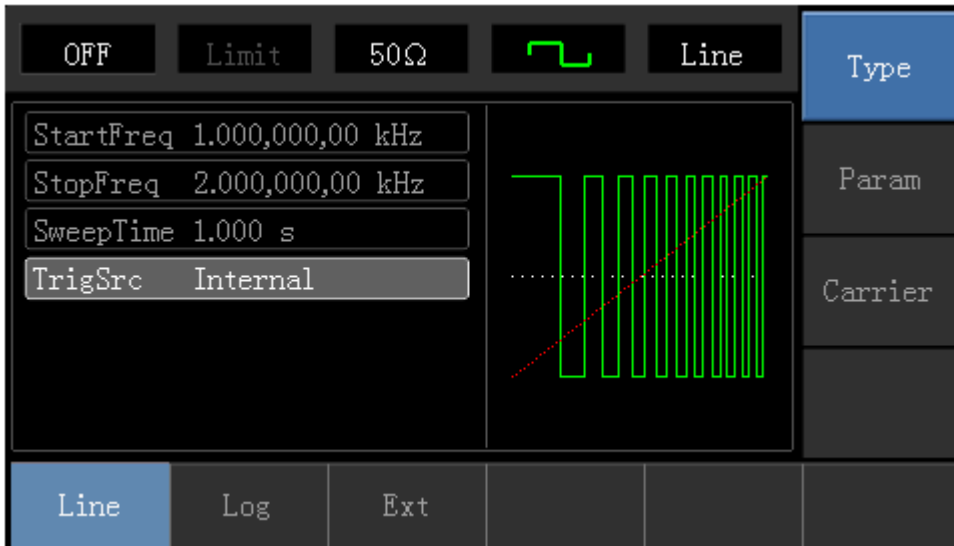 OFF Limit 50Ω Line Type
StartFreq 1.000,000,00 kHz
StopFreq 2.000,000,00 kHz
Param
SweepTime 1.000 s
TrigSrc Internal
Carrier
Line Log Ext